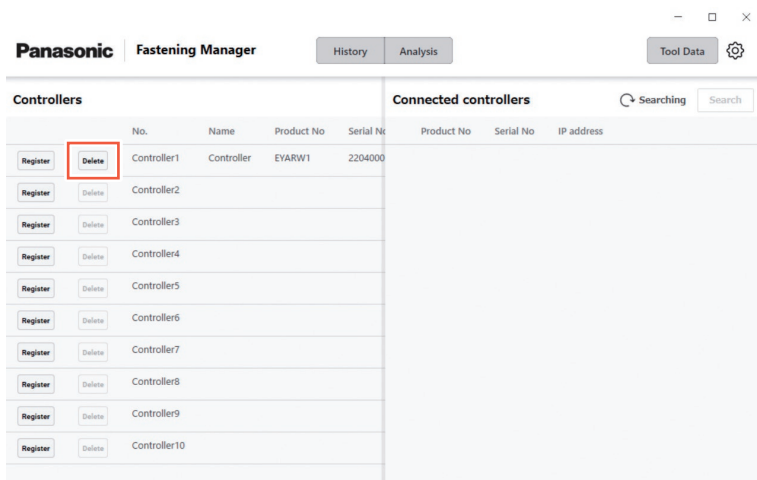 Panasonic Fastening Manager History Analysis Tool Data
Controllers
Connected controllers Searching Search
No. Name Product No Serial No
Product No Serial No IP address
Register Delete Controller1 Controller EYARW1 2204000
Register Delete Controller2
Register Delete Controller3
Register Delete Controller4
Register Delete Controller5
Register Delete Controller6
Register Delete Controller7
Register Delete Controller8
Register Delete Controller9
Register Delete Controller10